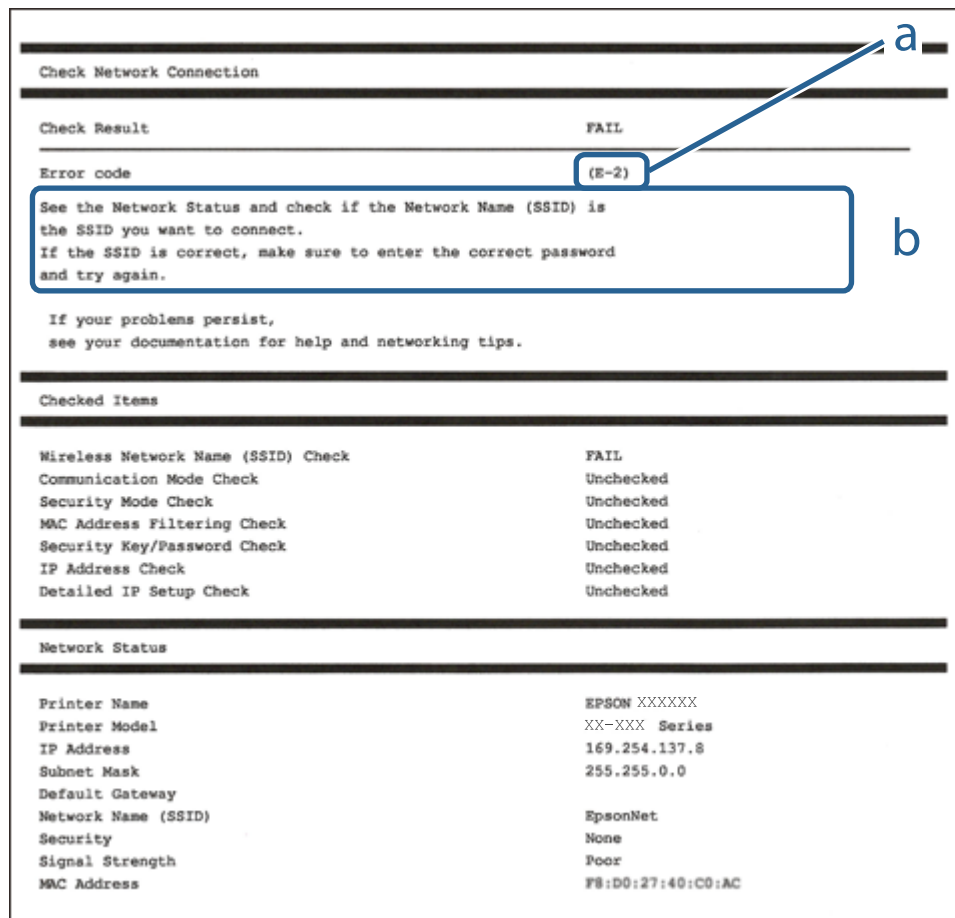 a
Check Network Connection
Check Result FAIL
Error code (E-2)
See the Network Status and check if the Network Name (SSID) is
the SSID you want to connect.
If the SSID is correct, make sure to enter the correct password
and try again.
b
If your problems persist,
see your documentation for help and networking tips.
Checked Items
Wireless Network Name (SSID) Check FAIL
Communication Mode Check Unchecked
Security Mode Check Unchecked
MAC Address Filtering Check Unchecked
Security Key/Password Check Unchecked
IP Address Check Unchecked
Detailed IP Setup Check Unchecked
Network Status
Printer Name EPSON XXXXXX
Printer Model XX-XXX Series
IP Address 169.254.137.8
Subnet Mask 255.255.0.0
Default Gateway
Network Name (SSID) EpsonNet
Security None
Signal Strength Poor
MAC Address F8:D0:27:40:C0:AC